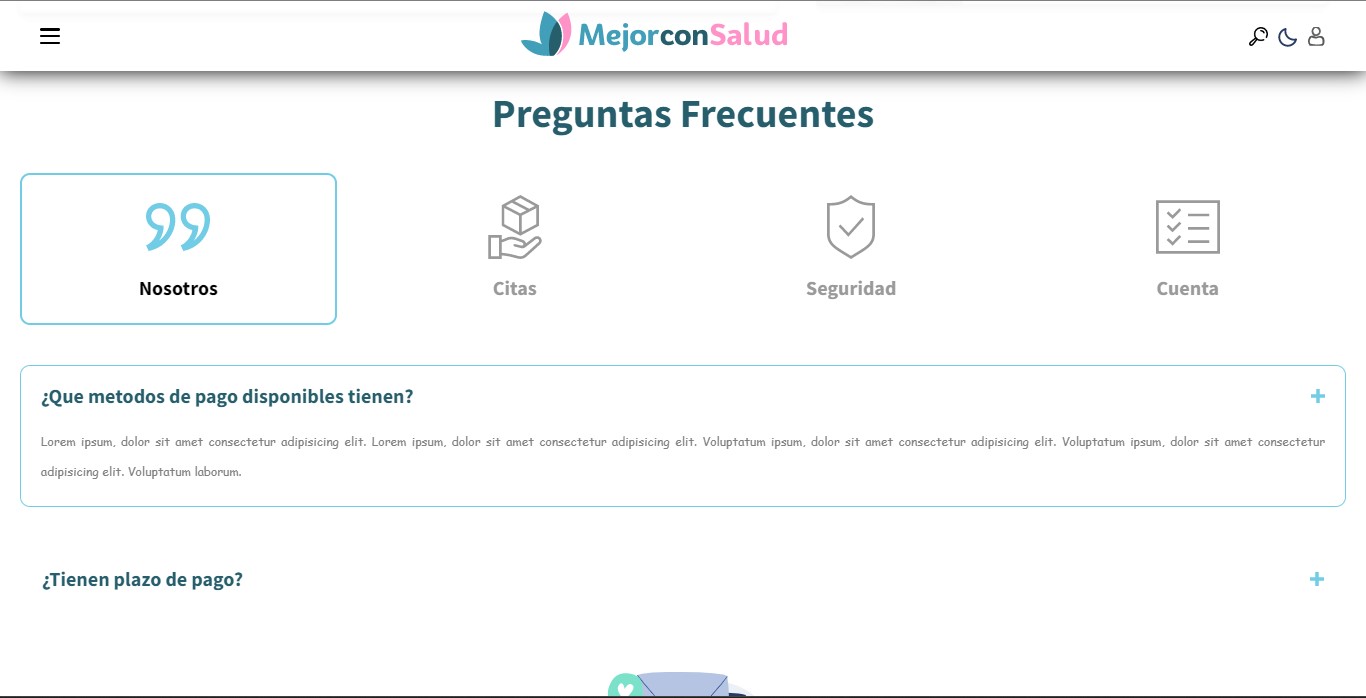 MejorconSalud
Preguntas Frecuentes
Nosotros
Citas
Seguridad
Cuenta
¿Que metodos de pago disponibles tienen?
Lorem ipsum, dolor sit amet consectetur adipisicing elit. Lorem ipsum, dolor sit amet consectetur adipisicing elit. Voluptatum ipsum, dolor sit amet consectetur adipisicing elit. Voluptatum ipsum, dolor sit amet consectetur
adipisicing elit. Voluptatum laborum.
¿Tienen plazo de pago?